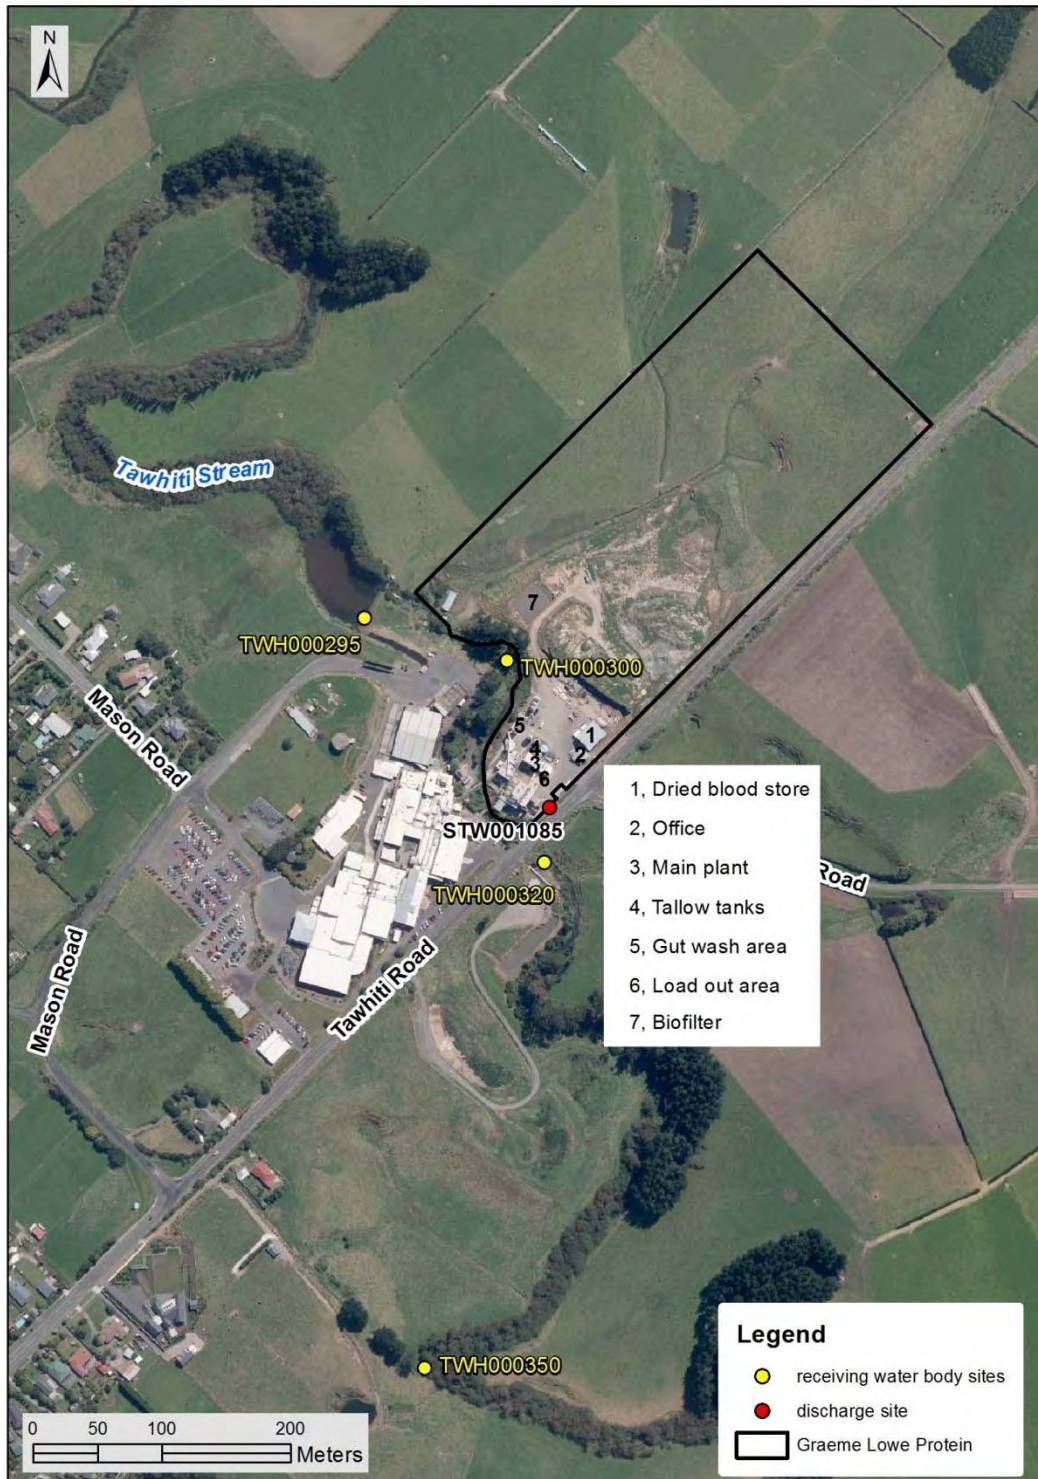 N
Tawhiti Stream
7
TWH000295
TWH000300
Mason Road
5
1
4
2
3
6
STW001085
TWH000320
Road
Mason Road
Tawhiti Road
1, Dried blood store
2, Office
3, Main plant
4, Tallow tanks
5, Gut wash area
6, Load out area
7, Biofilter
TWH000350
Legend
receiving water body sites
discharge site
Graeme Lowe Protein
0 50 100 200
Meters